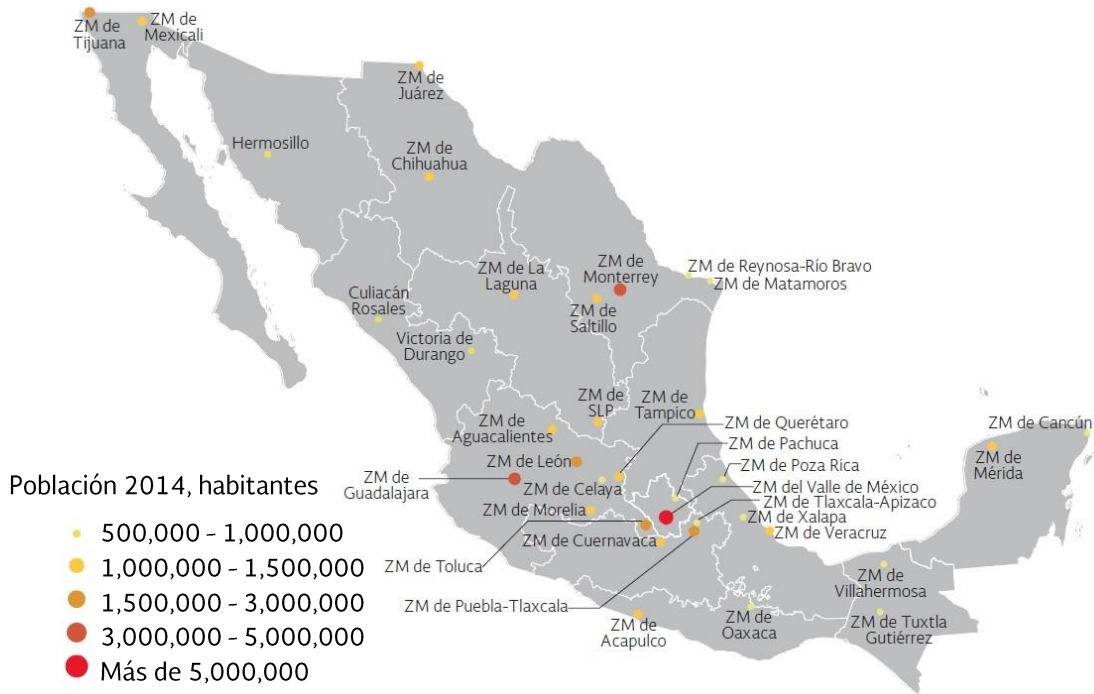 ZM de
Tijuana
ZM de
Mexicali
ZM de
Juárez
Hermosillo
ZM de
Chihuahua
ZM de La
Laguna
ZM de
Monterrey
ZM de Reynosa-Río Bravo
ZM de Matamoros
Culiacán
Rosales
ZM de
Saltillo
Victoria de
Durango
ZM de
SLP
ZM de
Tampico
ZM de
Aguacalientes
ZM de Querétaro
ZM de Cancún
ZM de Pachuca
ZM de León
ZM de
Mérida
ZM de Poza Rica
ZM de
Guadalajara
ZM de Celaya
ZM del Valle de México
ZM de Tlaxcala-Apizaco
ZM de Morelia
ZM de Xalapa
ZM de Veracruz
ZM de Cuernavaca
ZM de Toluca
ZM de
Villahermosa
ZM de Puebla-Tlaxcala
ZM de
Acapulco
ZM de
Oaxaca
ZM de Tuxtla
Gutiérrez
Población 2014, habitantes
500,000 - 1,000,000
1,000,000 - 1,500,000
1,500,000 - 3,000,000
3,000,000 - 5,000,000
Más de 5,000,000